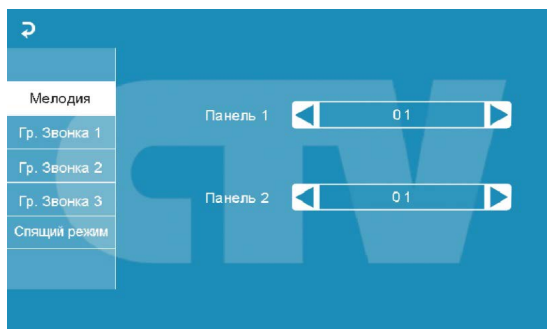 Мелодия
Гр. Звонка 1
Гр. Звонка 2
Гр. Звонка 3
Спящий режим
Панель 1 01
Панель 2 01
CTV